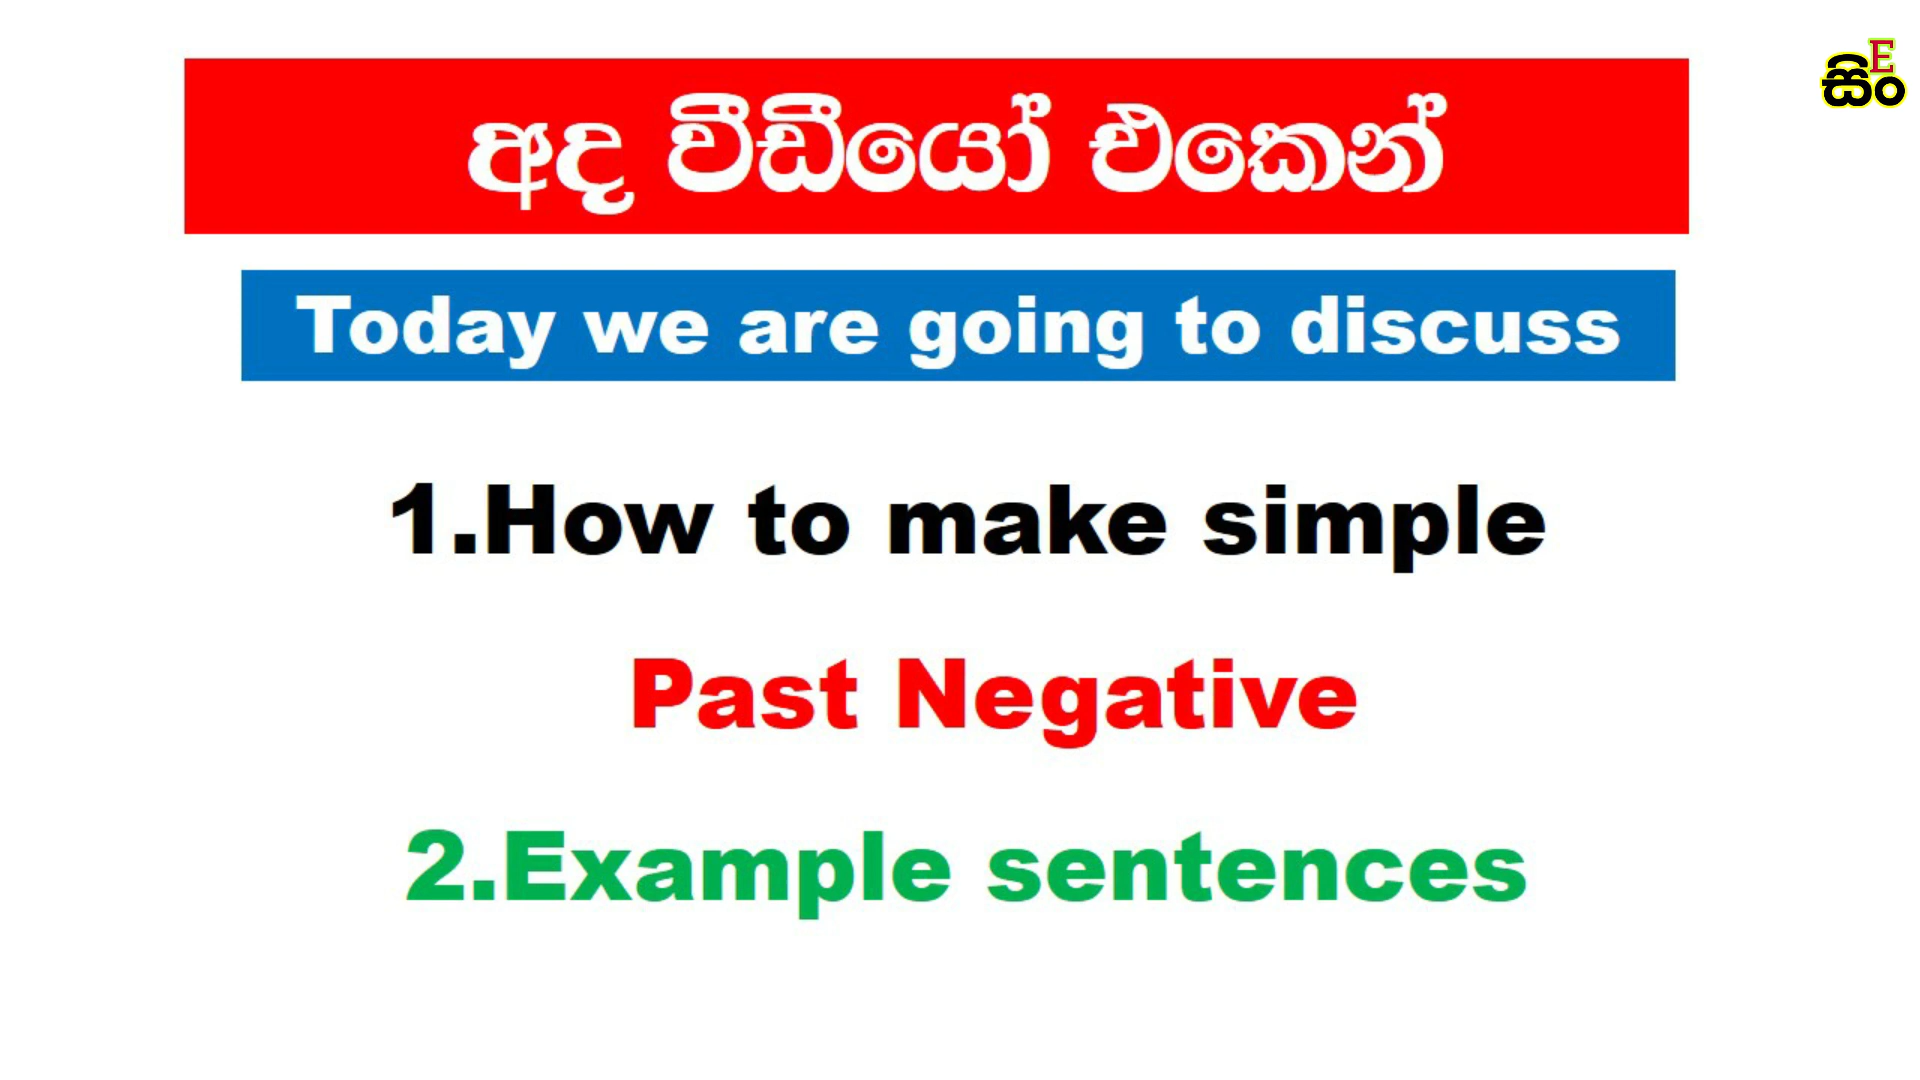 අද වීඩීයෝ එකෙන්
E
සිං
Today we are going to discuss
1.How to make simple
Past Negative
2.Example sentences